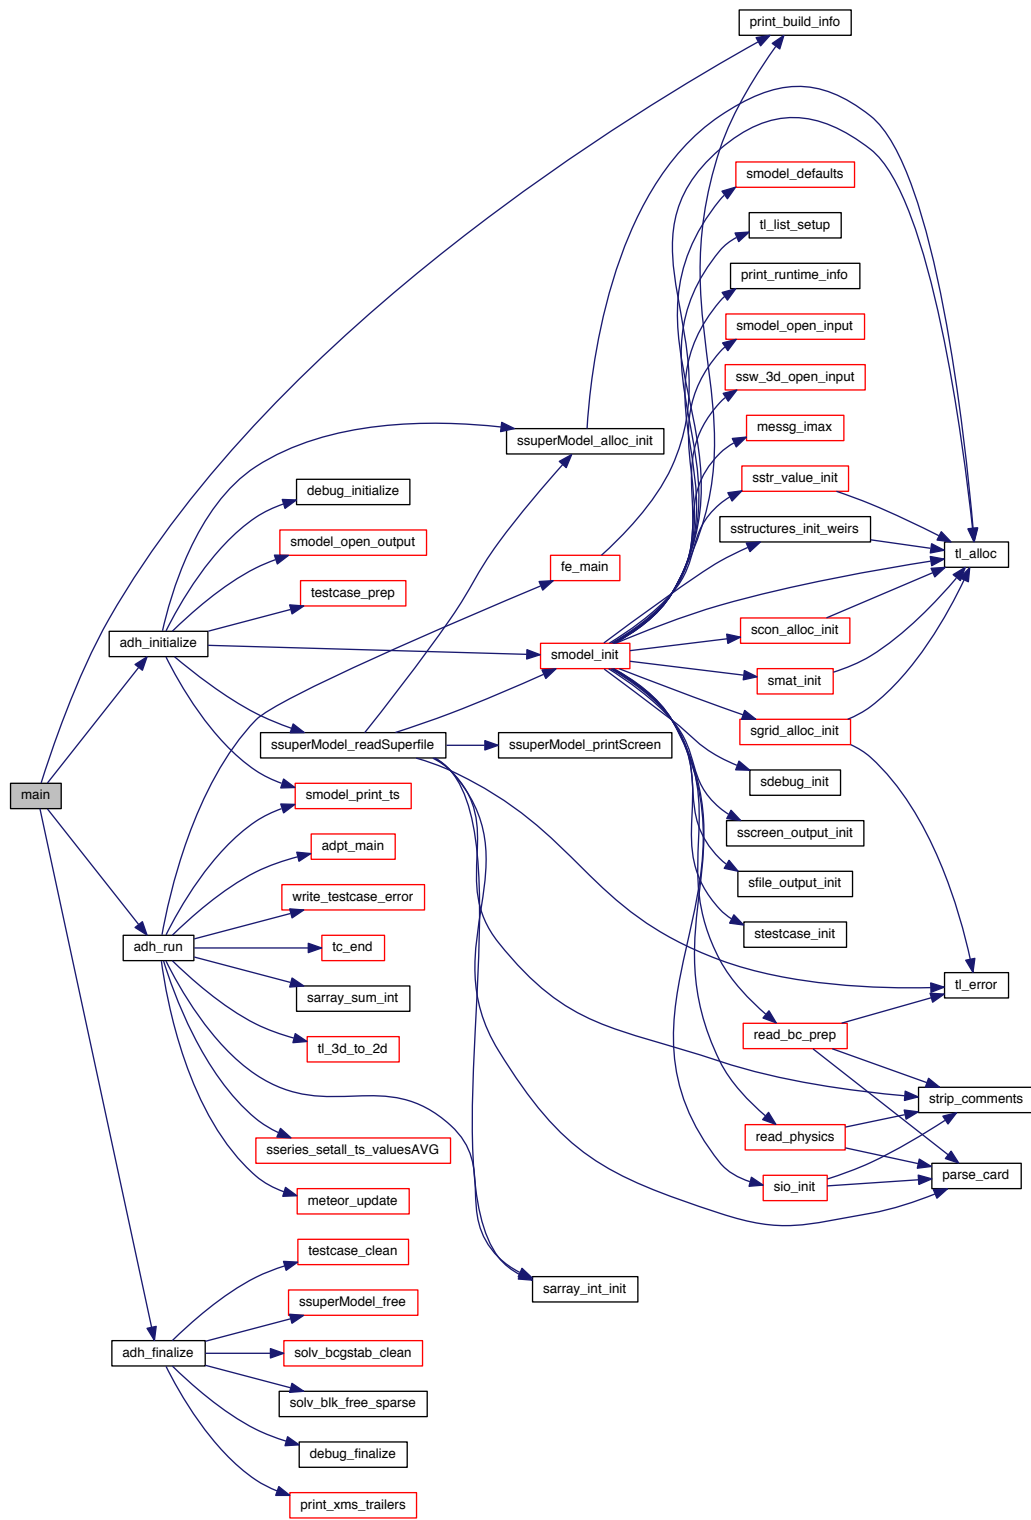 print_build_info
smodel_defaults
tl_list_setup
print_runtime_info
smodel_open_input
ssw_3d_open_input
messg_imax
ssuperModel_alloc_init
sstr_value_init
debug_initialize
sstructures_init_weirs
smodel_open_output
tl_alloc
fe_main
testcase_prep
scon_alloc_init
adh_initialize
smodel_init
smat_init
sgrid_alloc_init
ssuperModel_readSuperfile
ssuperModel_printScreen
sdebug_init
main
smodel_print_ts
sscreen_output_init
adpt_main
sfile_output_init
write_testcase_error
stestcase_init
adh_run
tc_end
tl_error
sarray_sum_int
read_bc_prep
tl_3d_to_2d
strip_comments
read_physics
sseries_setall_ts_valuesAVG
parse_card
sio_init
meteor_update
testcase_clean
sarray_int_init
ssuperModel_free
adh_finalize
solv_bcgstab_clean
solv_blk_free_sparse
debug_finalize
print_xms_trailers